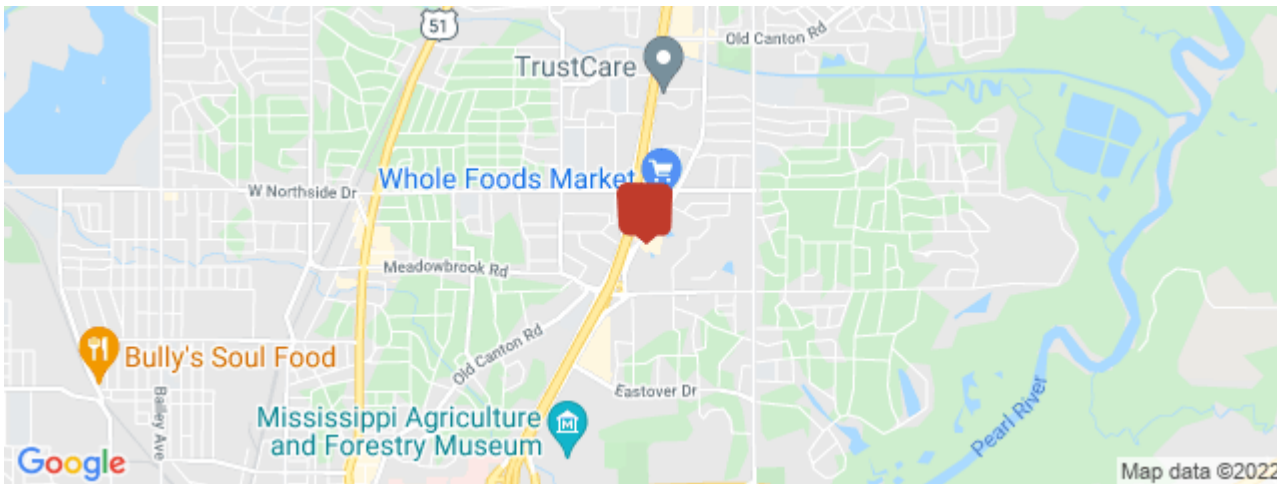 51
Old Canton Rd
TrustCare
Whole Foods Market
W Northside Dr
Meadowbrook Rd
Old Canton Rd
Bully's Soul Food
Eastover Dr
Bailey Ave
Mississippi Agriculture
and Forestry Museum
M
Pearl River
Google
Map data ©2022